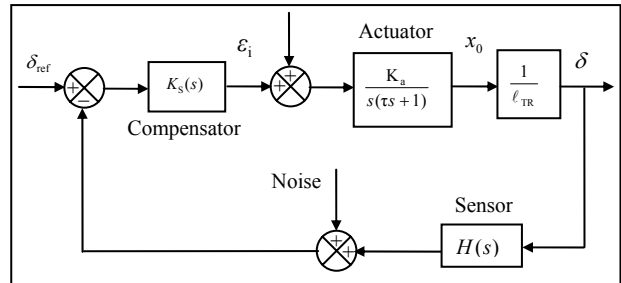 Actuator
δref
εi
x0
δ
+
−
Ks(s)
+
+
Ka
s(τs + 1)
1
ℓTR
Compensator
Noise
Sensor
+
+
H(s)